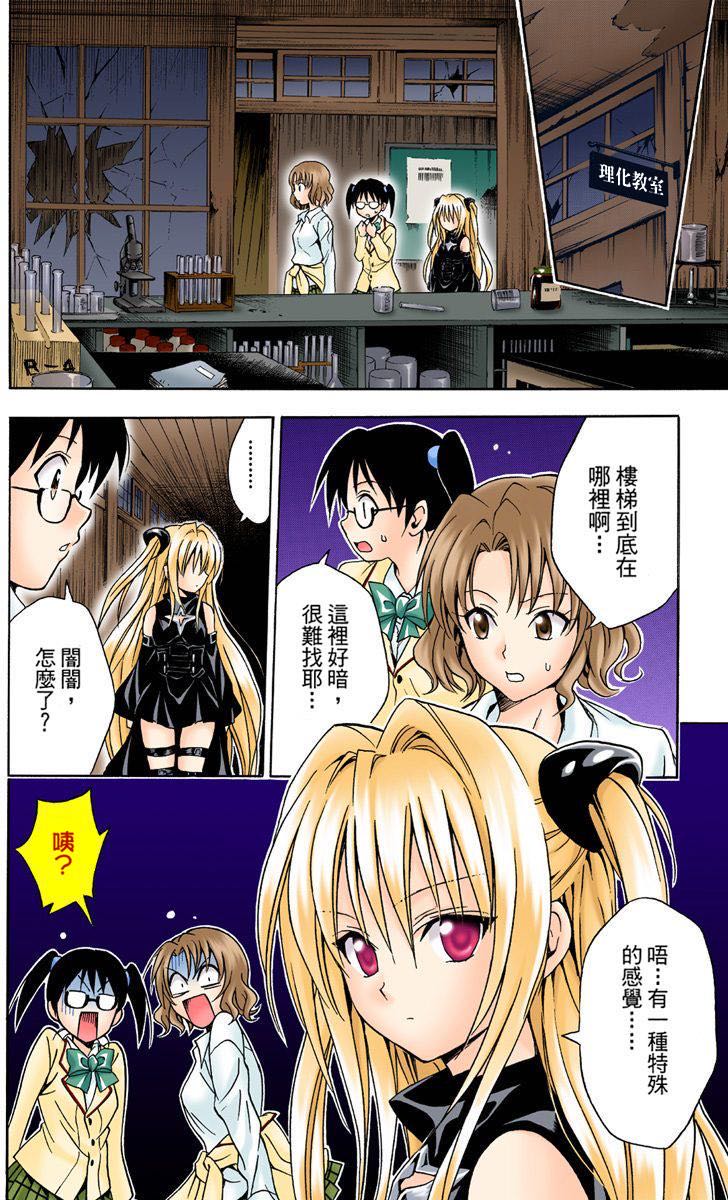 理化教室
R-4
樓梯到底在
哪裡啊…
這裡好暗，
很難找耶…
………
闇闇，
怎麼了？
唔…有一種特殊
的感覺……
咦？